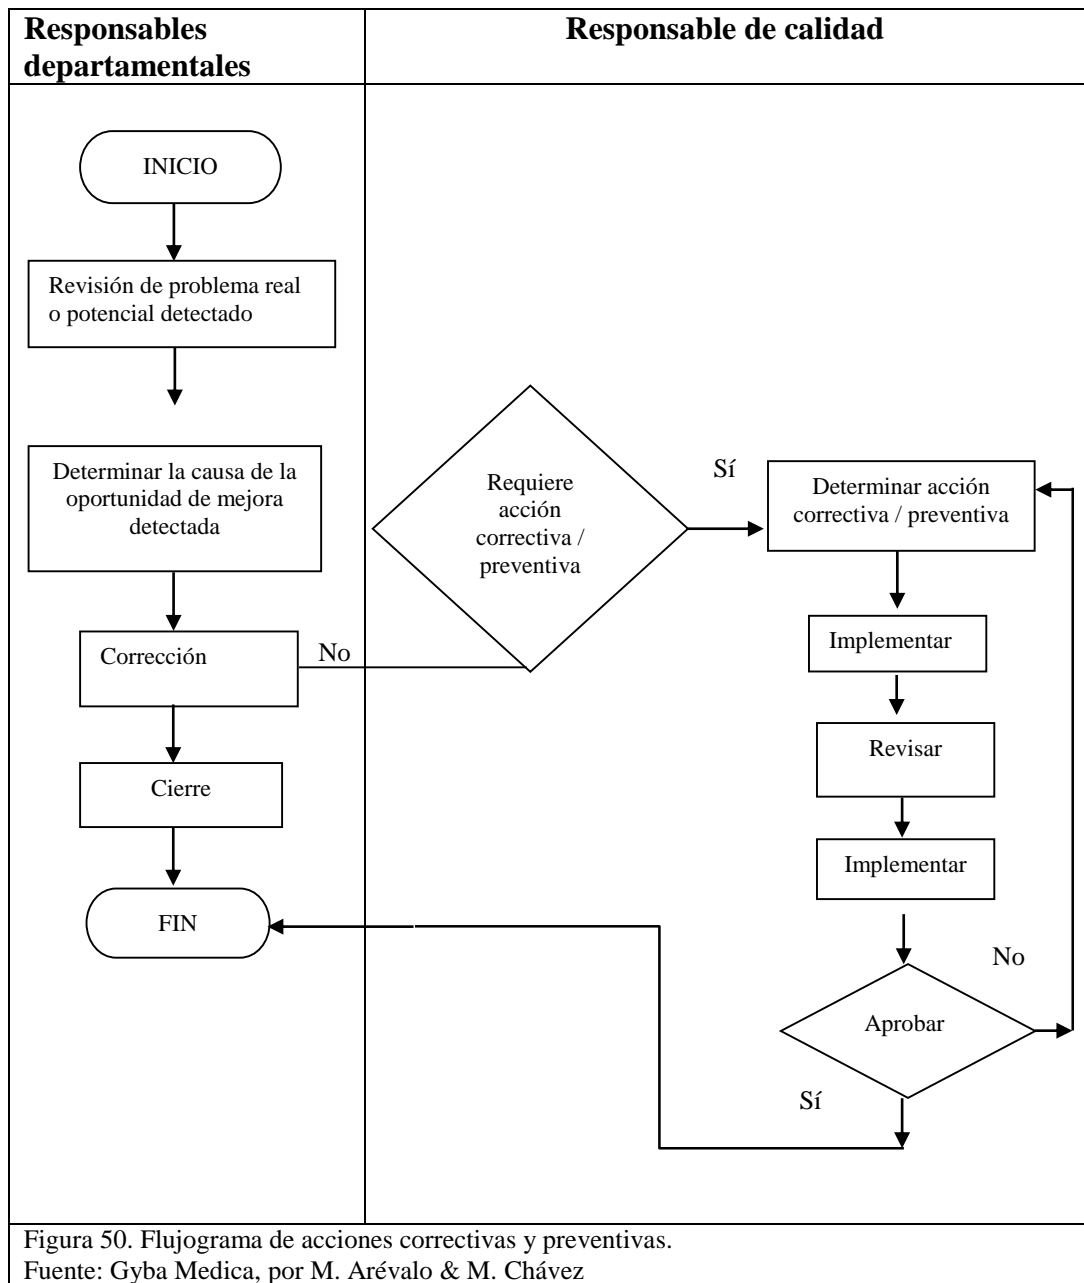 Responsables
departamentales
Responsable de calidad
INICIO
Revisión de problema real
o potencial detectado
Determinar la causa de la
oportunidad de mejora
detectada
Corrección
No
Cierre
FIN
Requiere
acción
correctiva /
preventiva
Sí
Determinar acción
correctiva / preventiva
Implementar
Revisar
Implementar
Aprobar
No
Sí
Figura 50. Flujograma de acciones correctivas y preventivas.
Fuente: Gyba Medica, por M. Arévalo & M. Chávez